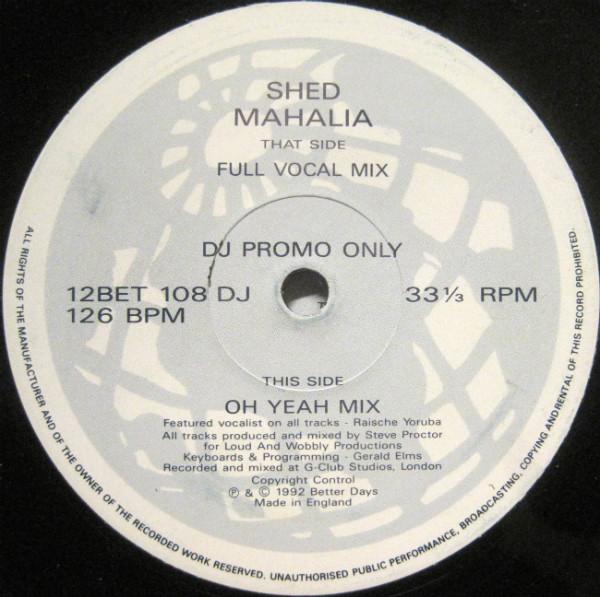 SHED
MAHALIA
THAT SIDE
FULL VOCAL MIX
DJ PROMO ONLY
12BET 108 DJ
33⅓ RPM
126 BPM
THIS SIDE
OH YEAH MIX
Featured vocalist on all tracks - Raische Yoruba
All tracks produced and mixed by Steve Proctor
for Loud And Wobbly Productions
Keyboards & Programming - Gerald Elms
Recorded and mixed at G-Club Studios, London
Copyright Control
℗ & © 1992 Better Days
Made in England
ALL RIGHTS OF THE MANUFACTURER AND OF THE OWNER OF THE RECORDED WORK RESERVED. UNAUTHORISED PUBLIC PERFORMANCE, BROADCASTING, COPYING AND RENTAL OF THIS RECORD PROHIBITED.